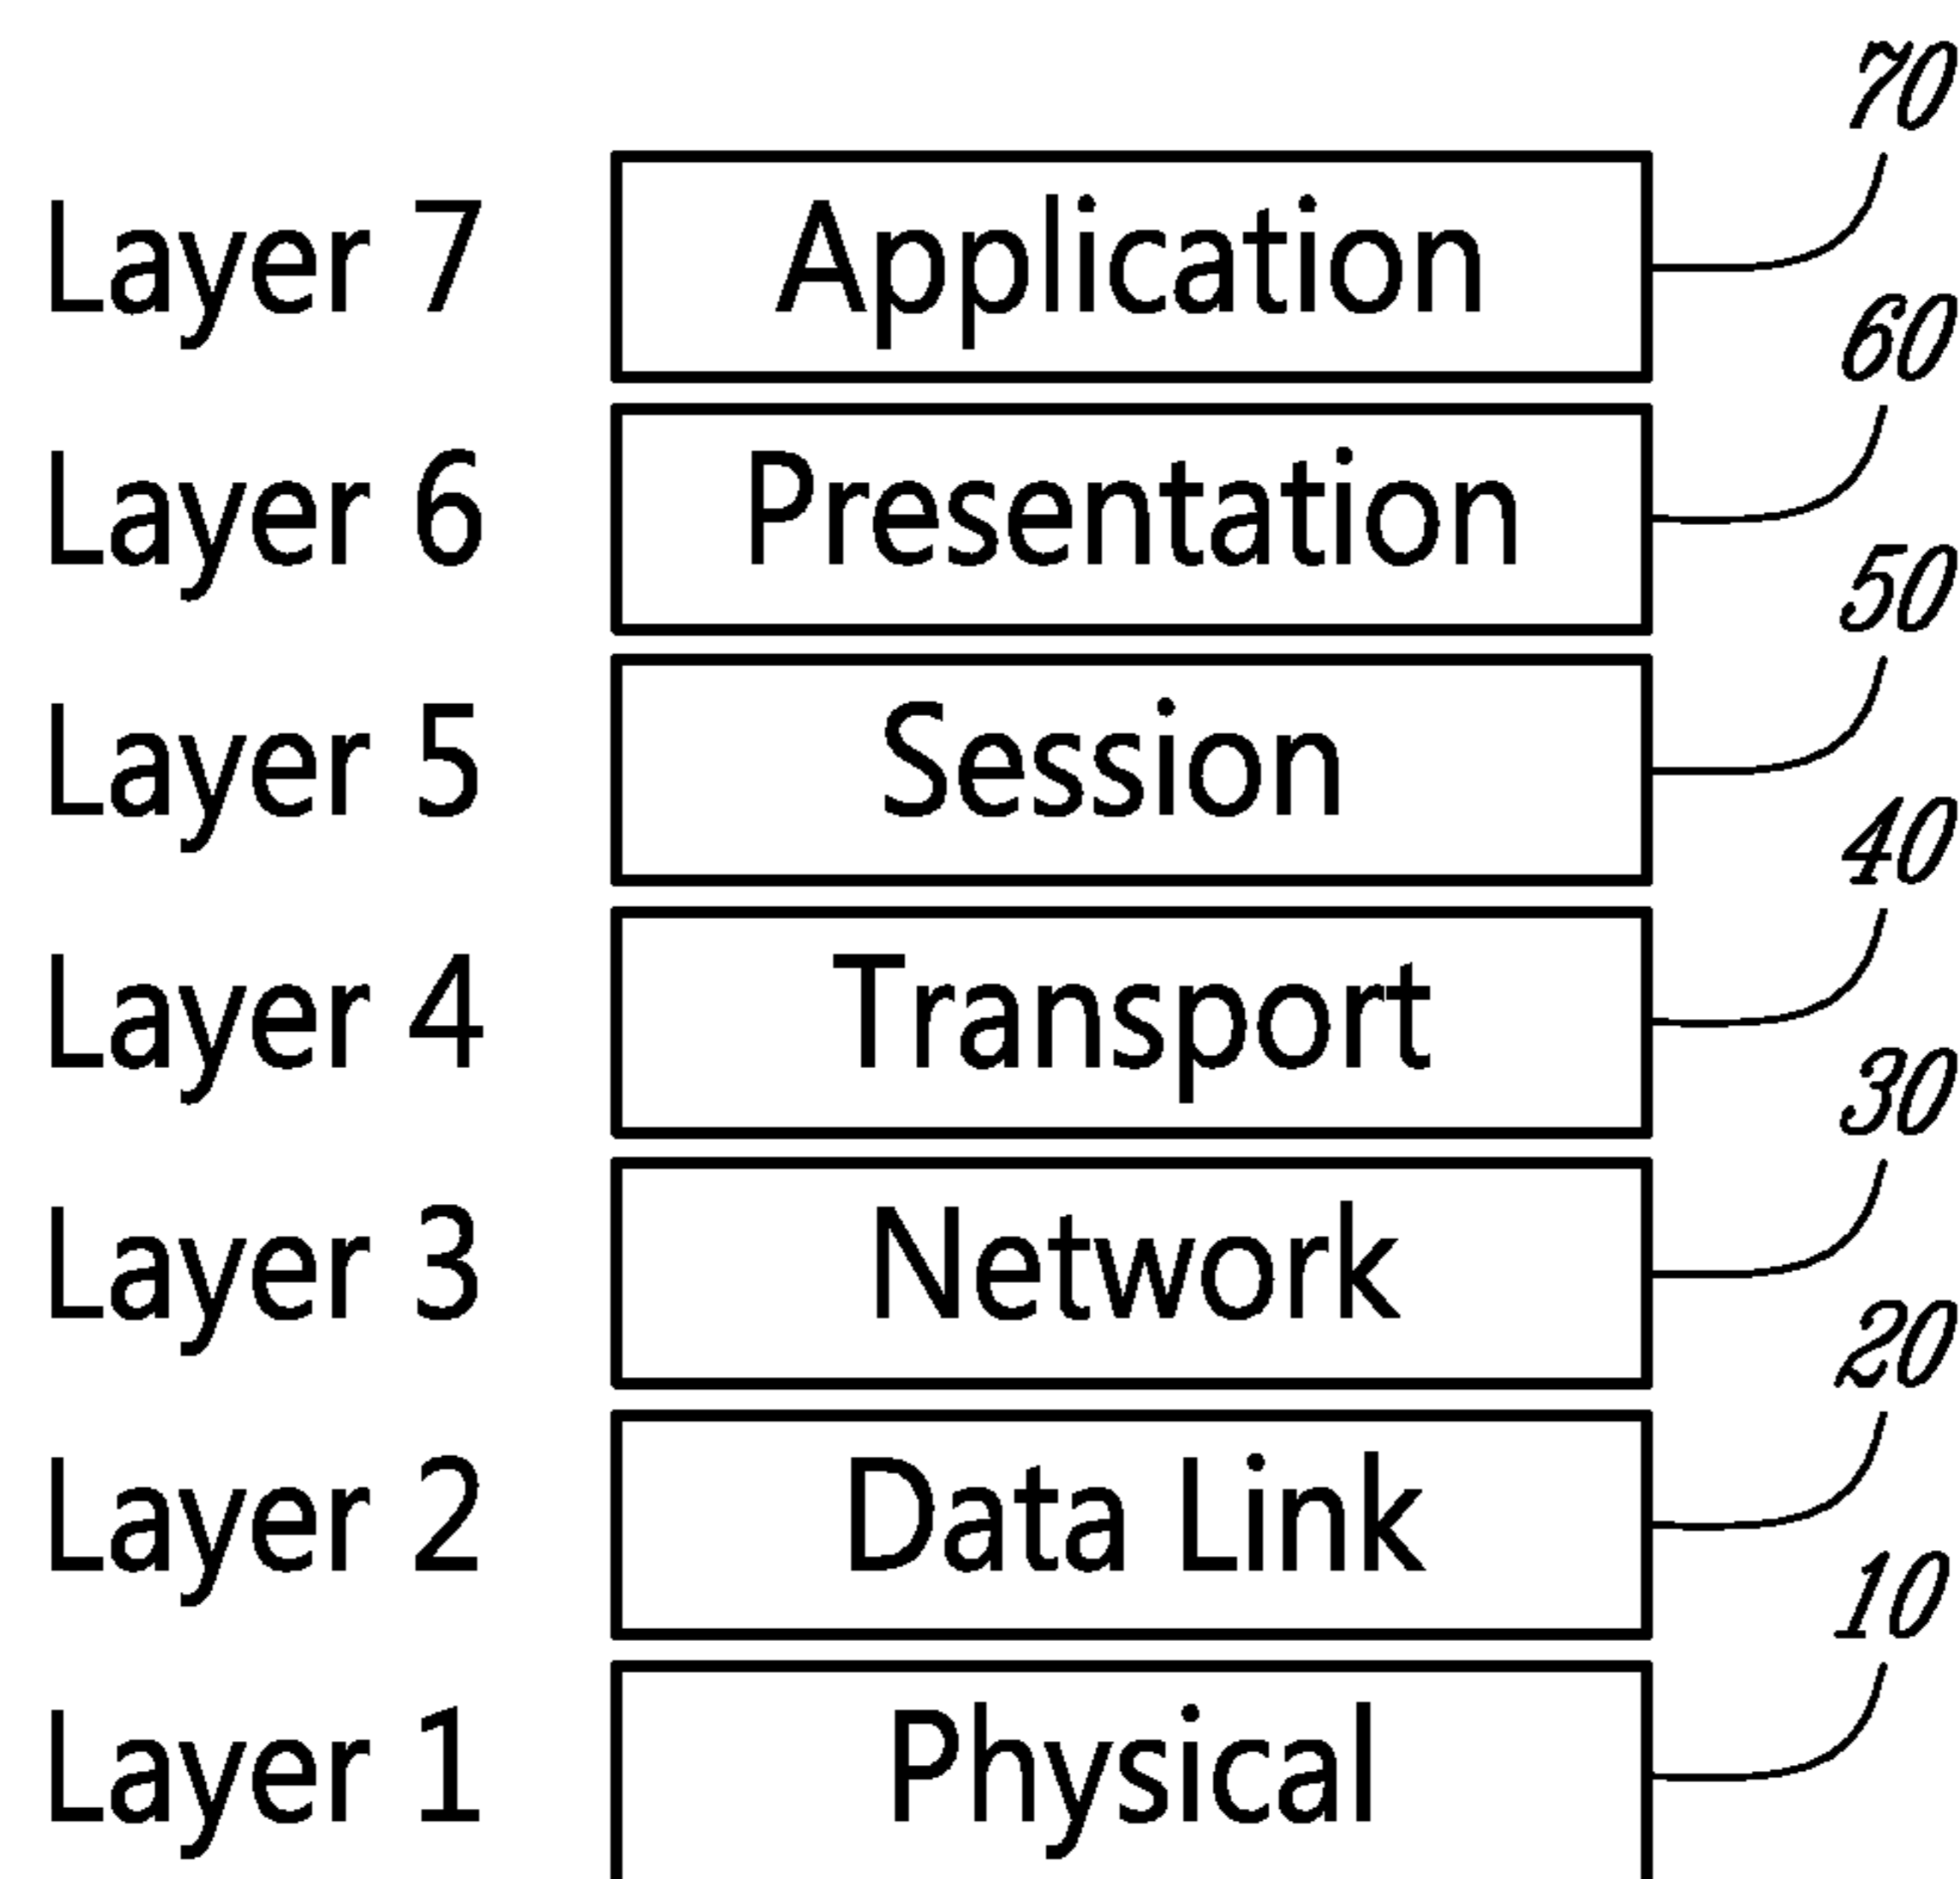 70
Layer 7 Application
60
Layer 6 Presentation
50
Layer 5 Session
40
Layer 4 Transport
30
Layer 3 Network
20
Layer 2 Data Link
10
Layer 1 Physical